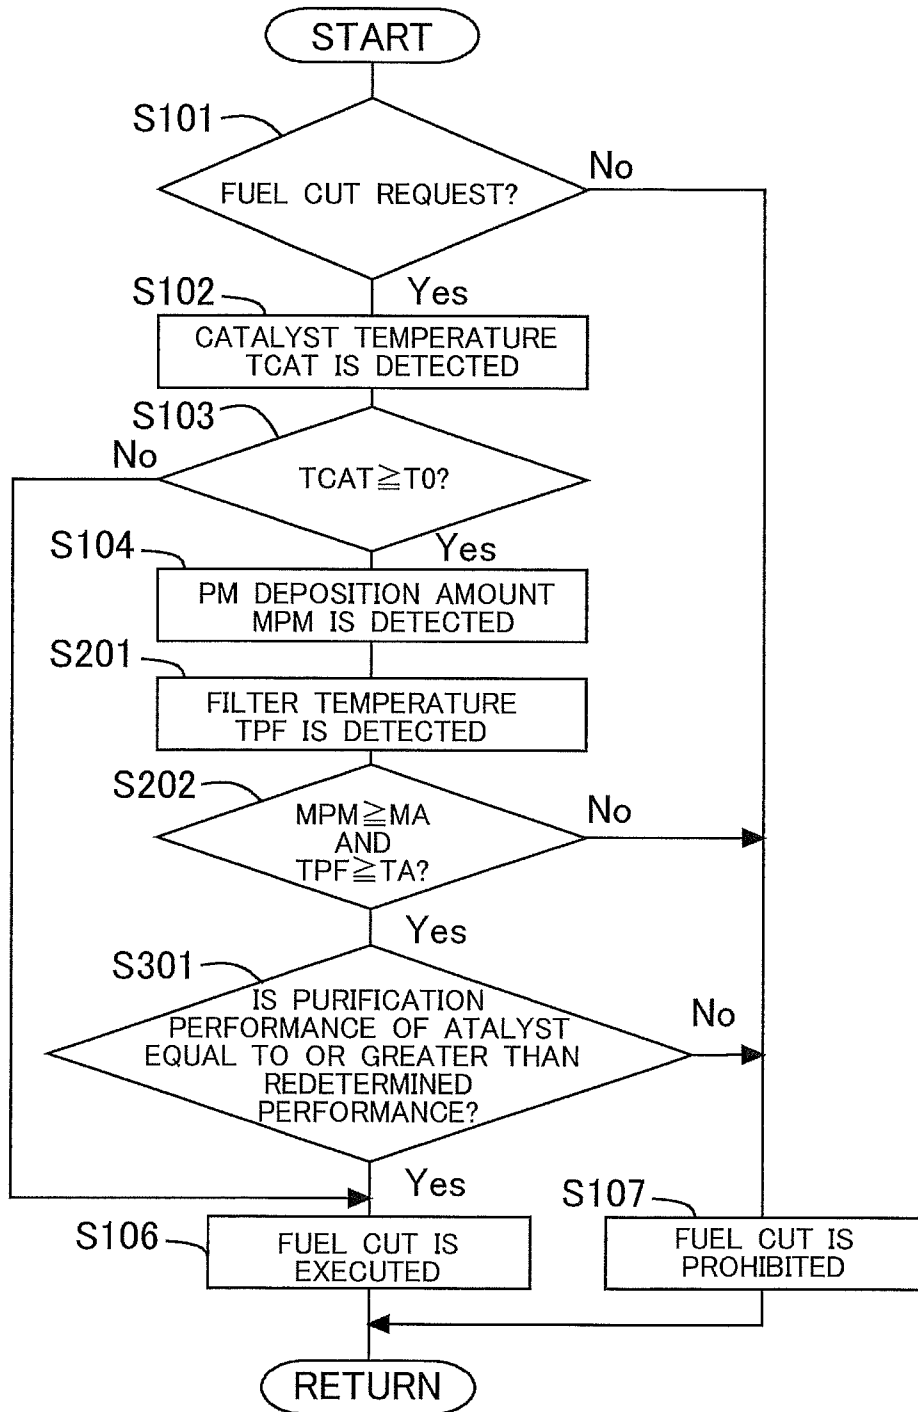 START
S101
No
FUEL CUT REQUEST?
Yes
S102
CATALYST TEMPERATURE
TCAT IS DETECTED
S103
No
TCAT≧T0?
Yes
S104
PM DEPOSITION AMOUNT
MPM IS DETECTED
S201
FILTER TEMPERATURE
TPF IS DETECTED
S202
MPM≧MA
AND
TPF≧TA?
No
Yes
S301
IS PURIFICATION
PERFORMANCE OF ATALYST
EQUAL TO OR GREATER THAN
REDETERMINED
PERFORMANCE?
No
Yes
S106
FUEL CUT IS
EXECUTED
S107
FUEL CUT IS
PROHIBITED
RETURN